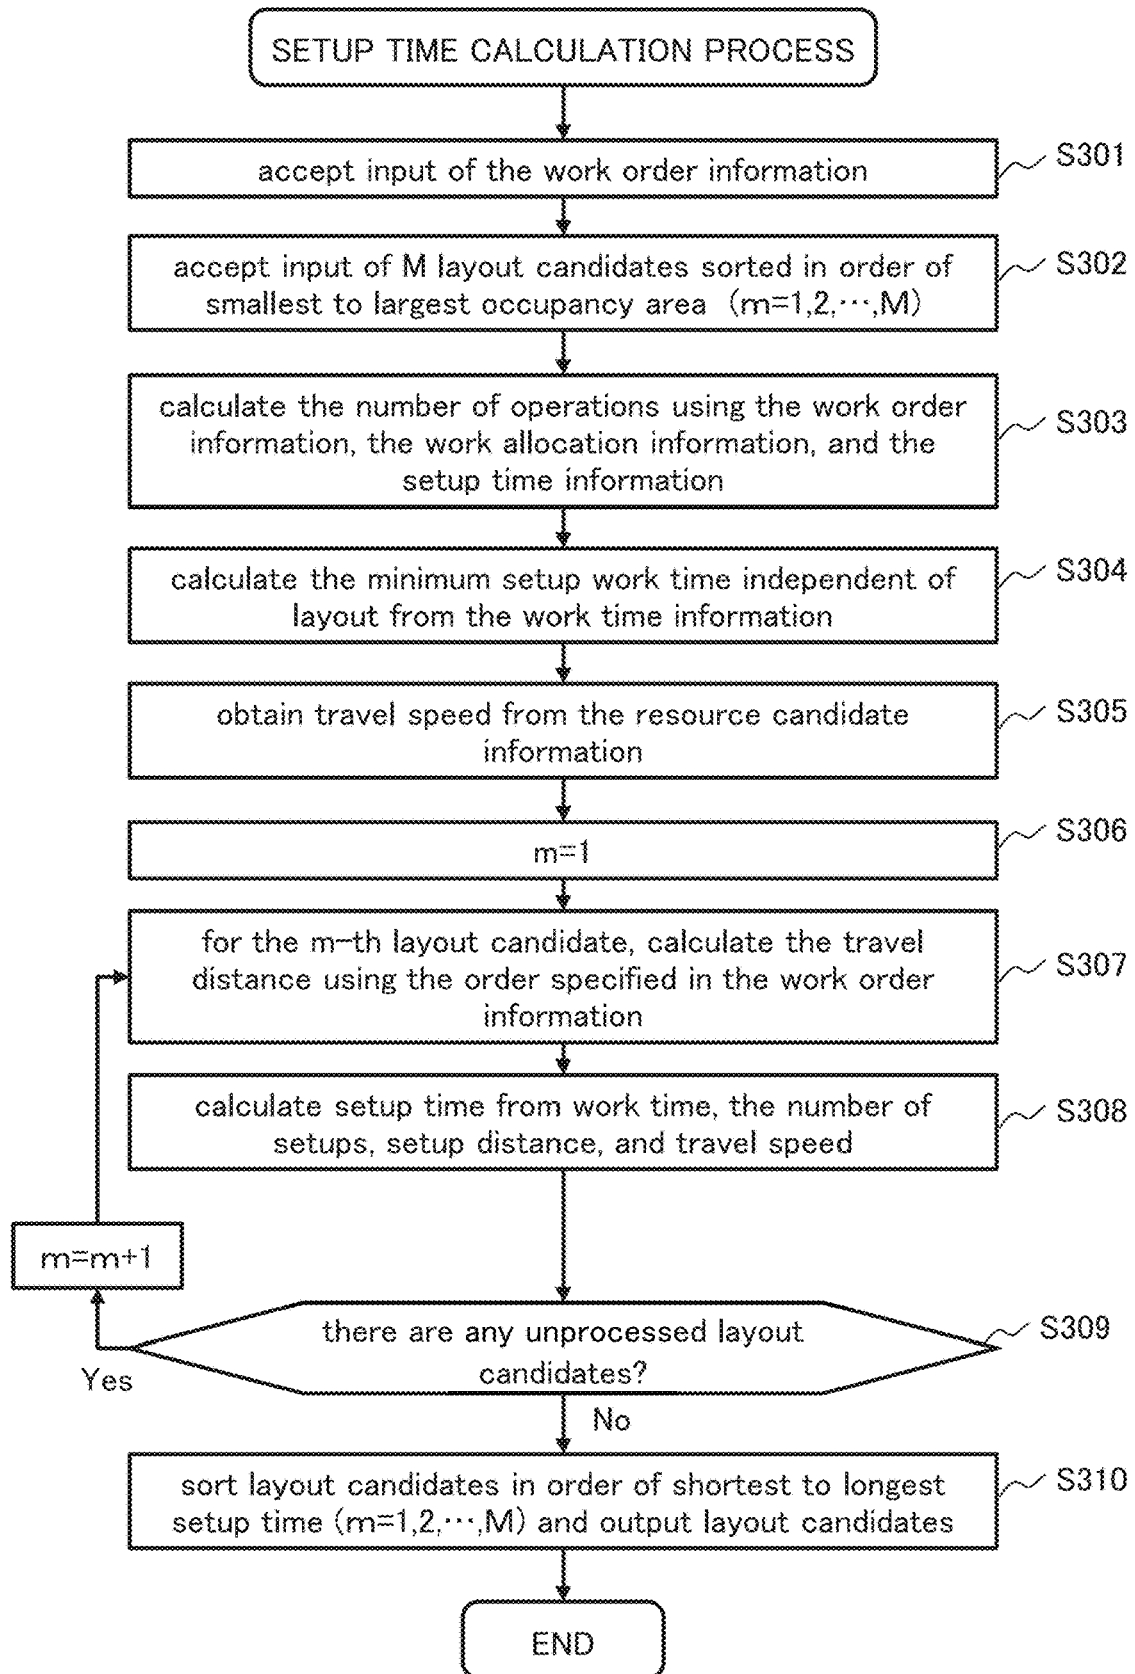 SETUP TIME CALCULATION PROCESS
accept input of the work order information
S301
accept input of M layout candidates sorted in order of
smallest to largest occupancy area (m=1,2,⋯,M)
S302
calculate the number of operations using the work order
information, the work allocation information, and the
setup time information
S303
calculate the minimum setup work time independent of
layout from the work time information
S304
obtain travel speed from the resource candidate
information
S305
m=1
S306
for the m-th layout candidate, calculate the travel
distance using the order specified in the work order
information
S307
calculate setup time from work time, the number of
setups, setup distance, and travel speed
S308
m=m+1
there are any unprocessed layout
candidates?
S309
Yes
No
sort layout candidates in order of shortest to longest
setup time (m=1,2,⋯,M) and output layout candidates
S310
END